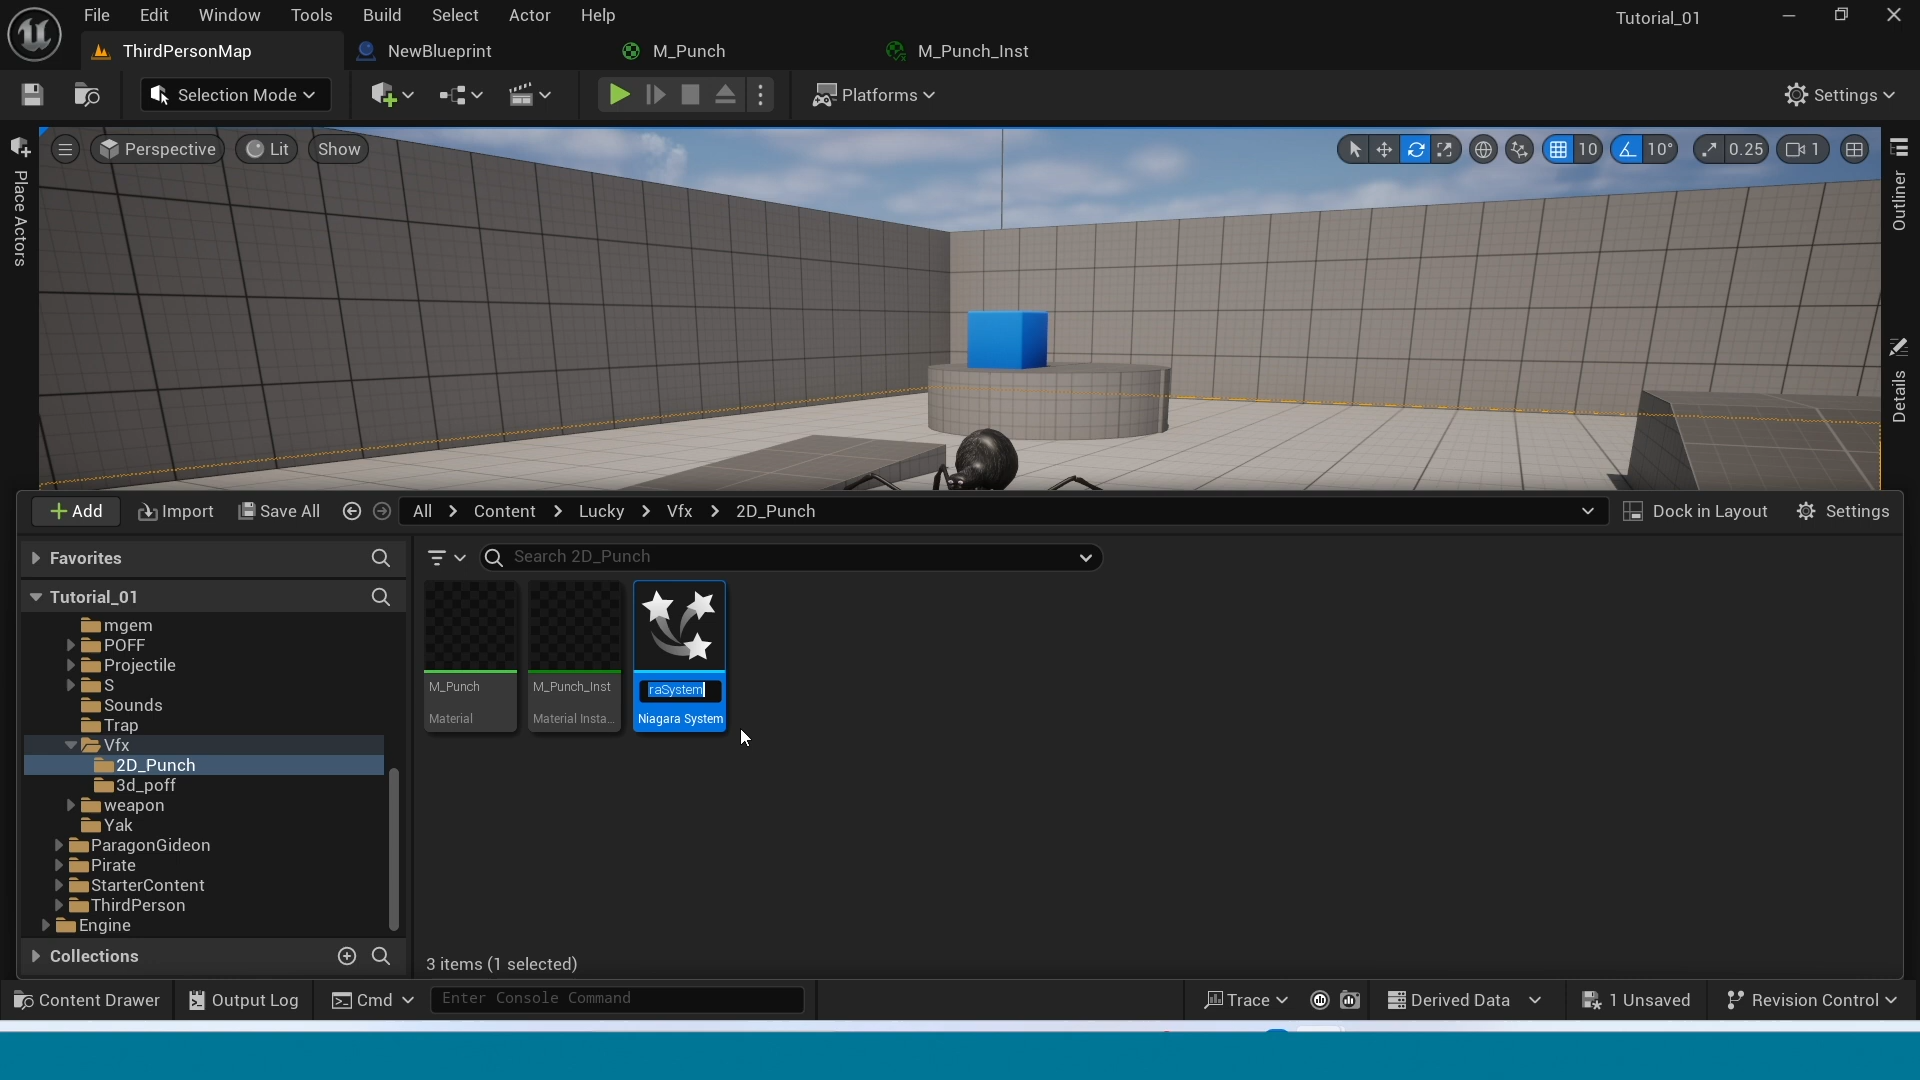 File Edit Window Tools Build Select Actor Help Tutorial_01
ThirdPersonMap NewBlueprint M_Punch M_Punch_Inst
Selection Mode Platforms Settings
Perspective Lit Show 10 10° 0.25 1
Place Actors
Outliner
Details
Add Import Save All All Content Lucky Vfx 2D_Punch Dock in Layout Settings
Favorites Search 2D_Punch
Tutorial_01
mgem
POFF
Projectile
S
Sounds
Trap
Vfx
2D_Punch
3d_poff
weapon
Yak
ParagonGideon
Pirate
StarterContent
ThirdPerson
Engine
Collections
M_Punch M_Punch_Inst raSystem
Material Material Insta... Niagara System
3 items (1 selected)
Content Drawer Output Log Cmd Enter Console Command Trace Derived Data 1 Unsaved Revision Control